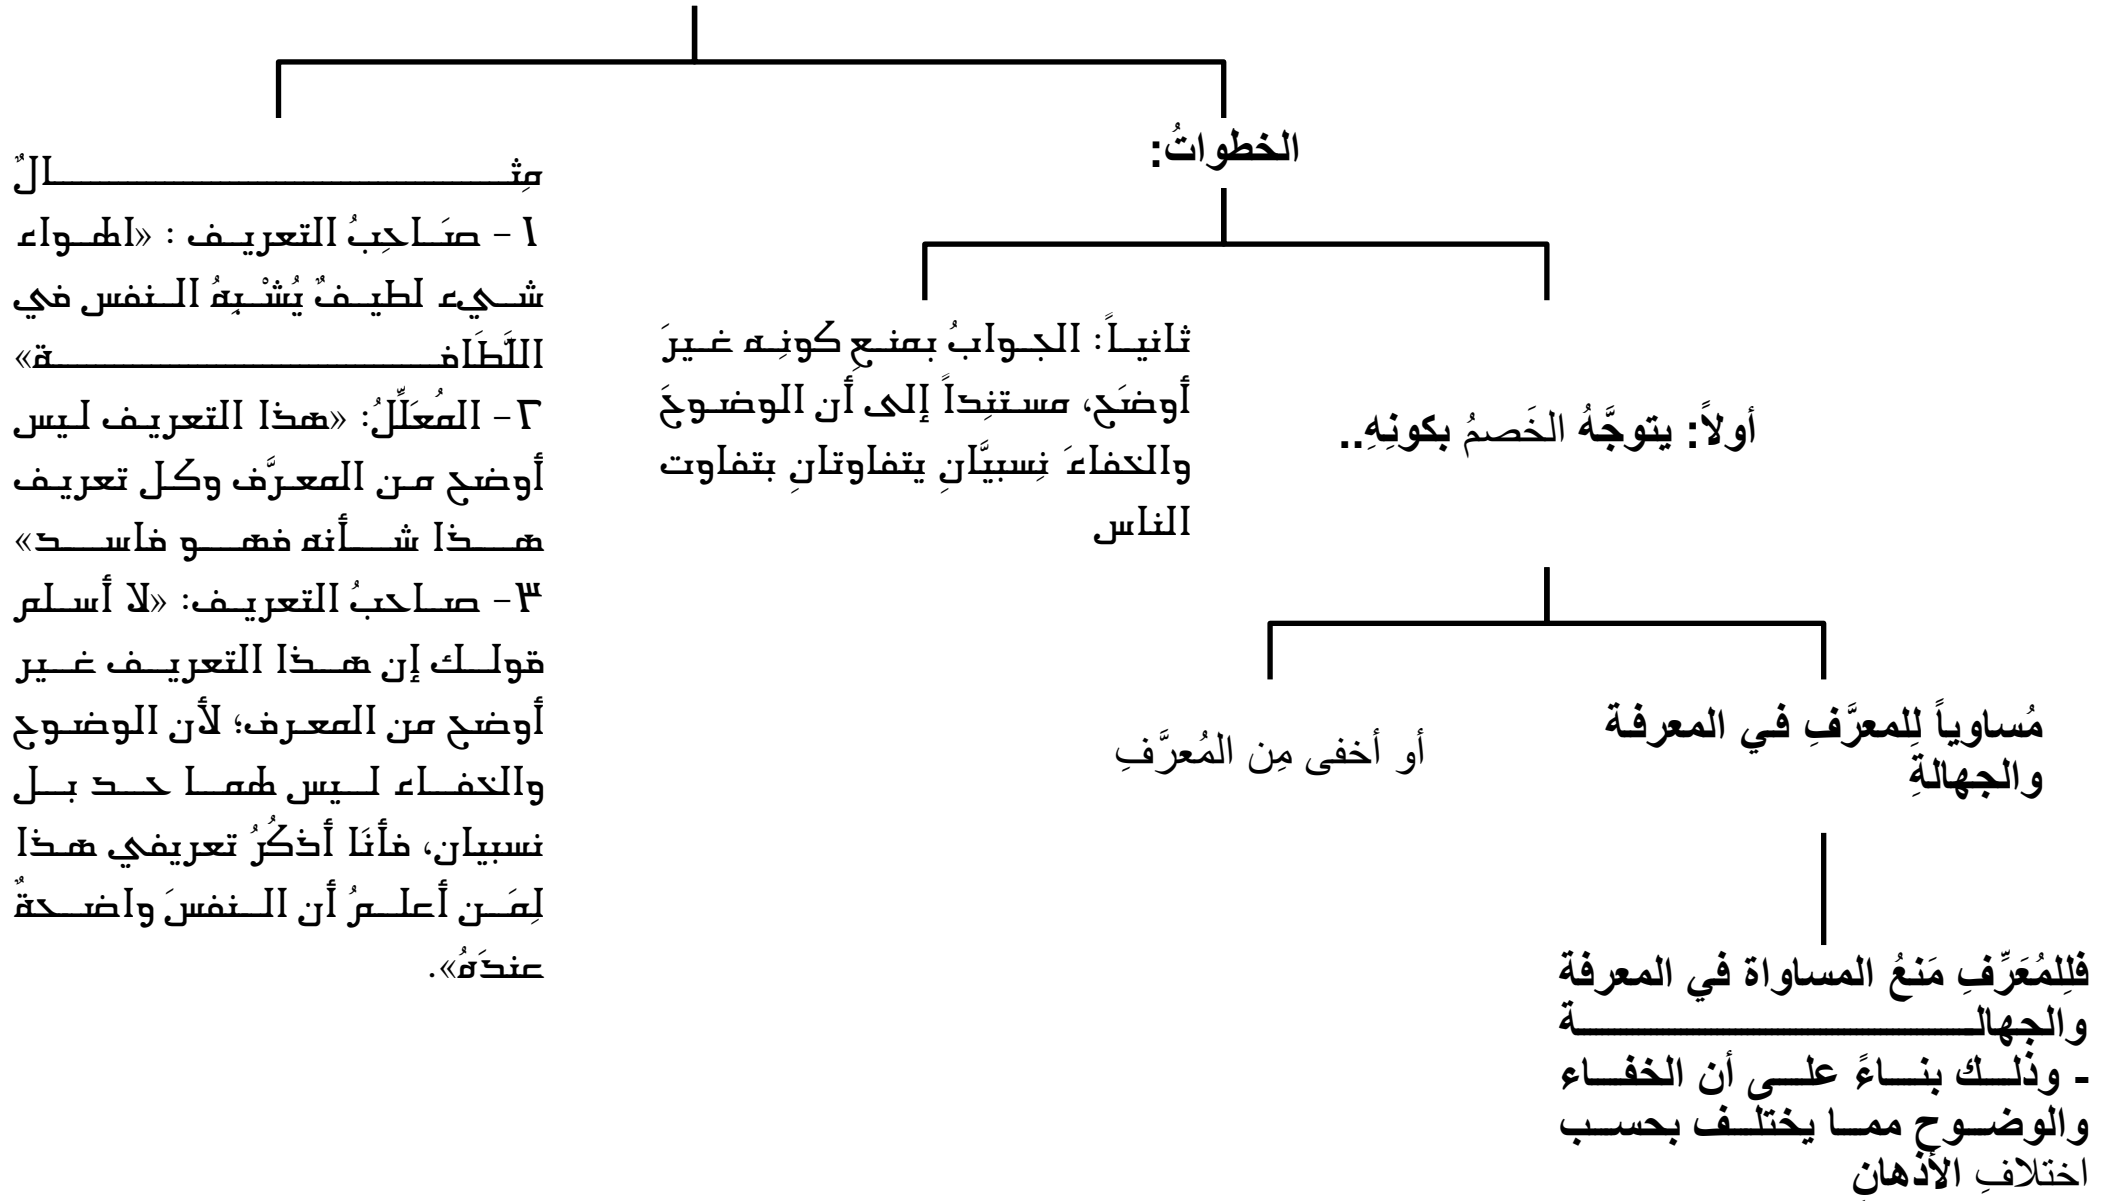 الخطواتُ:
أولاً: يتوجَّهُ الخَصمُ بكونِهِ..
مُساوياً لِلمعرَّفِ في المعرفة
والجهالةِ
فلِلمُعَرِّفِ مَنعُ المساواة في المعرفة
والجهالة
- وذلك بناءً على أن الخفاء
والوضوح مما يختلف بحسب
اختلافِ الأذهانِ
أو أخفى مِن المُعرَّفِ
ثانياً: الجوابُ بمنعِ كونِه غيرَ
أوضَح، مستنِداً إلى أن الوضوحَ
والخفاءَ نِسبيَّانِ يتفاوتانِ بتفاوت
الناس
مِثالٌ
١- صَاحِبُ التعريف : «الهواء
شيء لطيفٌ يُشْبِهُ النفس في
اللَّطَافة»
٢- المُعَلِّلُ: «هذا التعريف ليس
أوضح من المعرَّف وكل تعريف
هذا شأنه فهو فاسد»
٣- صاحبُ التعريف: «لا أسلم
قولك إن هذا التعريف غير
أوضح من المعرف؛ لأن الوضوح
والخفاء ليس لهما حد بل
نسبيان، فأنَا أذكُرُ تعريفي هذا
لِمَن أعلمُ أن النفسَ واضحةٌ
عندَهُ».